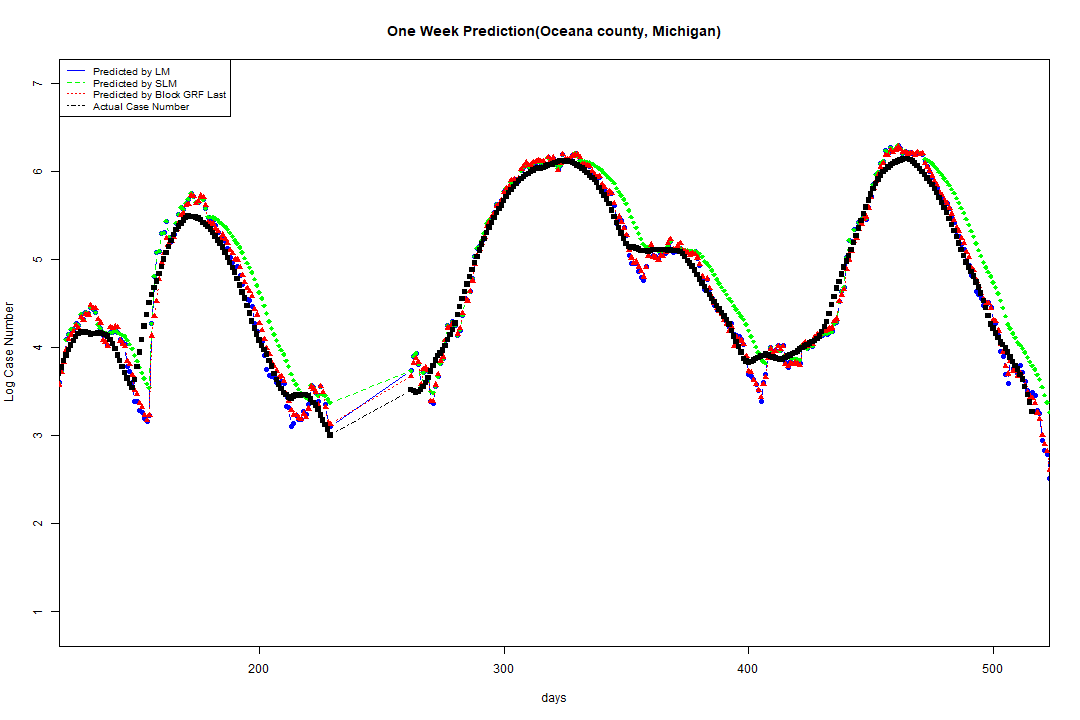 One Week Prediction(Oceana county, Michigan)
Predicted by LM
Predicted by SLM
Predicted by Block GRF Last
Actual Case Number
7
6
5
4
3
2
1
Log Case Number
200
300
400
500
days